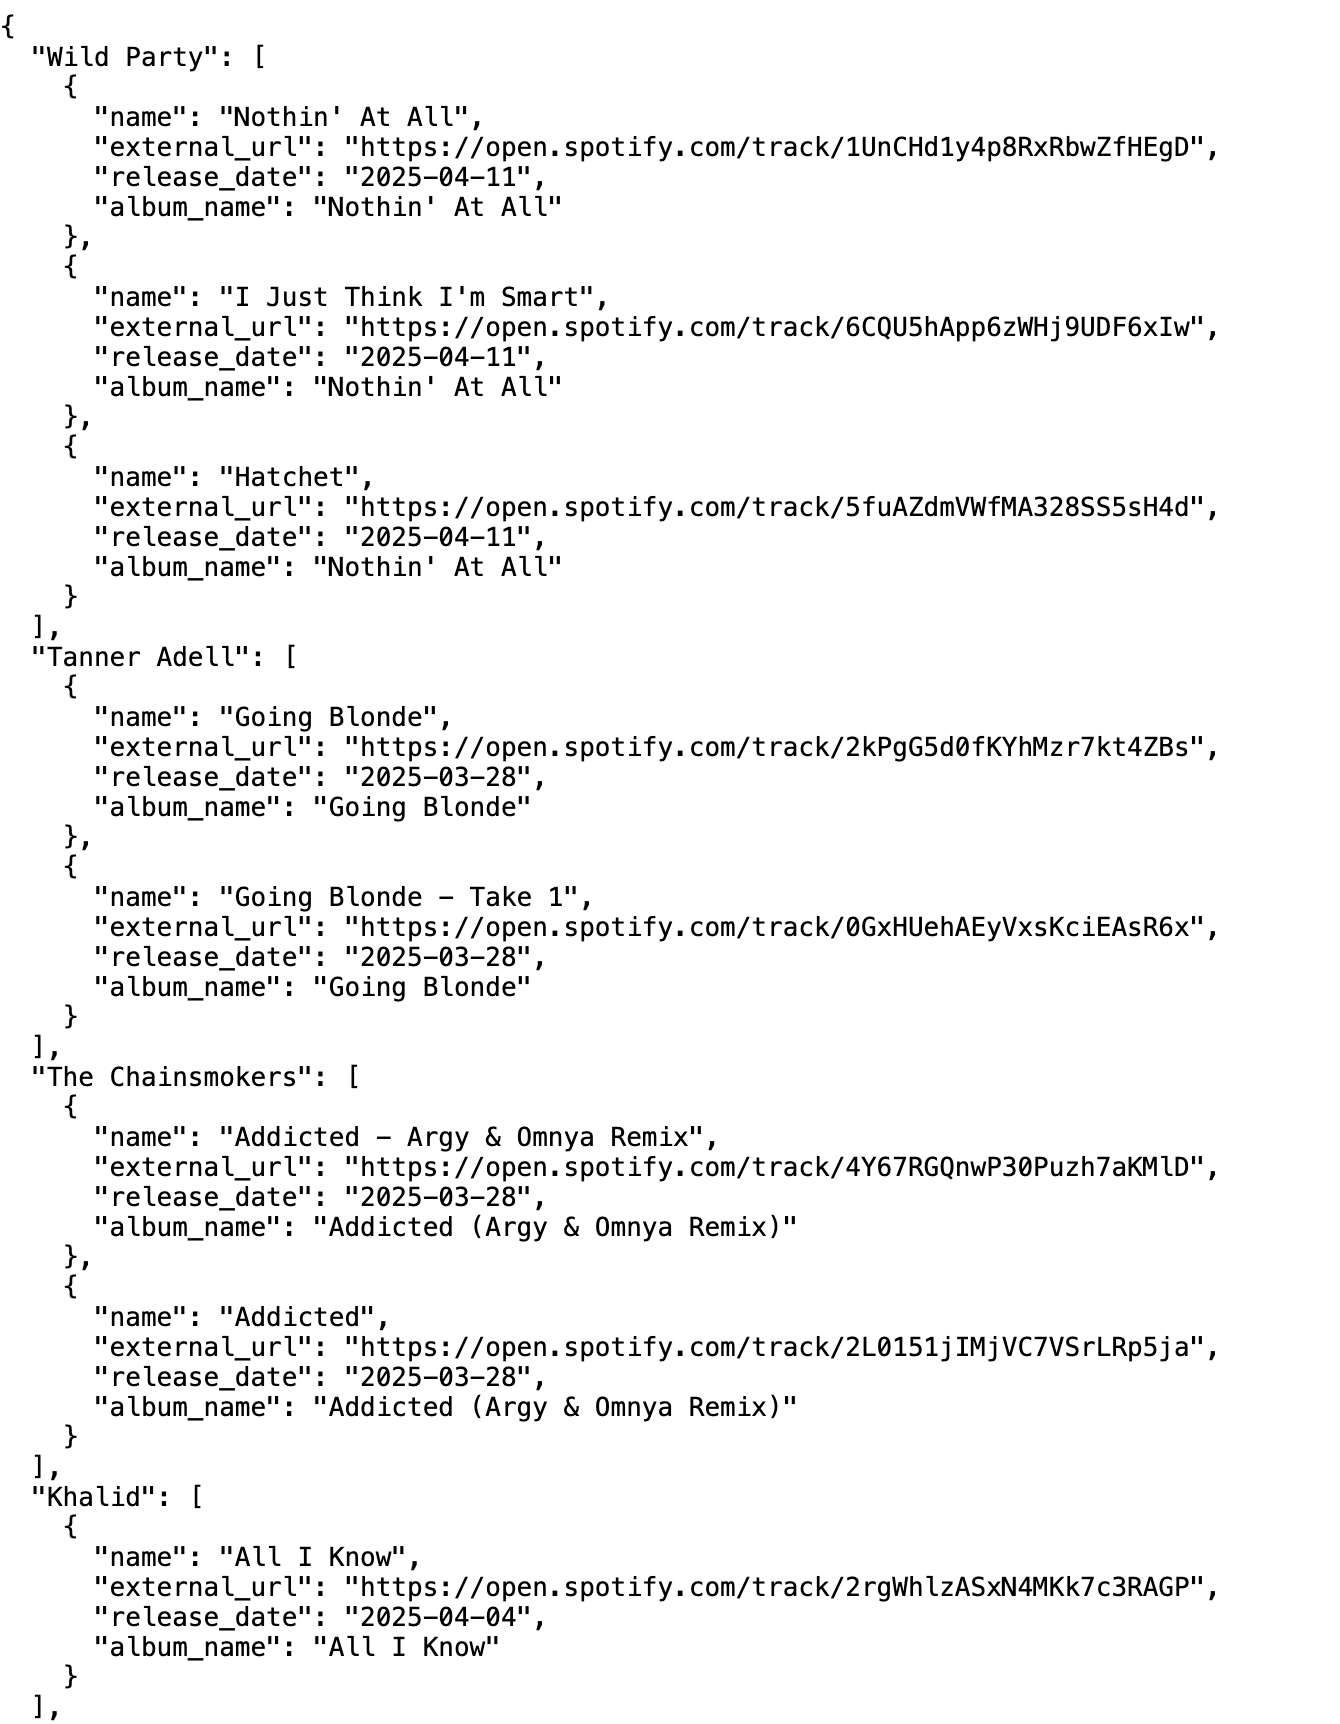 {
  "Wild Party": [
    {
      "name": "Nothin' At All",
      "external_url": "https://open.spotify.com/track/1UnCHd1y4p8RxRbwZfHEgD",
      "release_date": "2025-04-11",
      "album_name": "Nothin' At All"
    },
    {
      "name": "I Just Think I'm Smart",
      "external_url": "https://open.spotify.com/track/6CQU5hApp6zWHj9UDF6xIw",
      "release_date": "2025-04-11",
      "album_name": "Nothin' At All"
    },
    {
      "name": "Hatchet",
      "external_url": "https://open.spotify.com/track/5fuAZdmVWfMA328SS5sH4d",
      "release_date": "2025-04-11",
      "album_name": "Nothin' At All"
    }
  ],
  "Tanner Adell": [
    {
      "name": "Going Blonde",
      "external_url": "https://open.spotify.com/track/2kPgG5d0fKYhMzr7kt4ZBs",
      "release_date": "2025-03-28",
      "album_name": "Going Blonde"
    },
    {
      "name": "Going Blonde - Take 1",
      "external_url": "https://open.spotify.com/track/0GxHUehAEyVxsKciEAsR6x",
      "release_date": "2025-03-28",
      "album_name": "Going Blonde"
    }
  ],
  "The Chainsmokers": [
    {
      "name": "Addicted - Argy & Omnya Remix",
      "external_url": "https://open.spotify.com/track/4Y67RGQnwP30Puzh7aKMlD",
      "release_date": "2025-03-28",
      "album_name": "Addicted (Argy & Omnya Remix)"
    },
    {
      "name": "Addicted",
      "external_url": "https://open.spotify.com/track/2L0151jIMjVC7VSrLRp5ja",
      "release_date": "2025-03-28",
      "album_name": "Addicted (Argy & Omnya Remix)"
    }
  ],
  "Khalid": [
    {
      "name": "All I Know",
      "external_url": "https://open.spotify.com/track/2rgWhlzASxN4MKk7c3RAGP",
      "release_date": "2025-04-04",
      "album_name": "All I Know"
    }
  ],